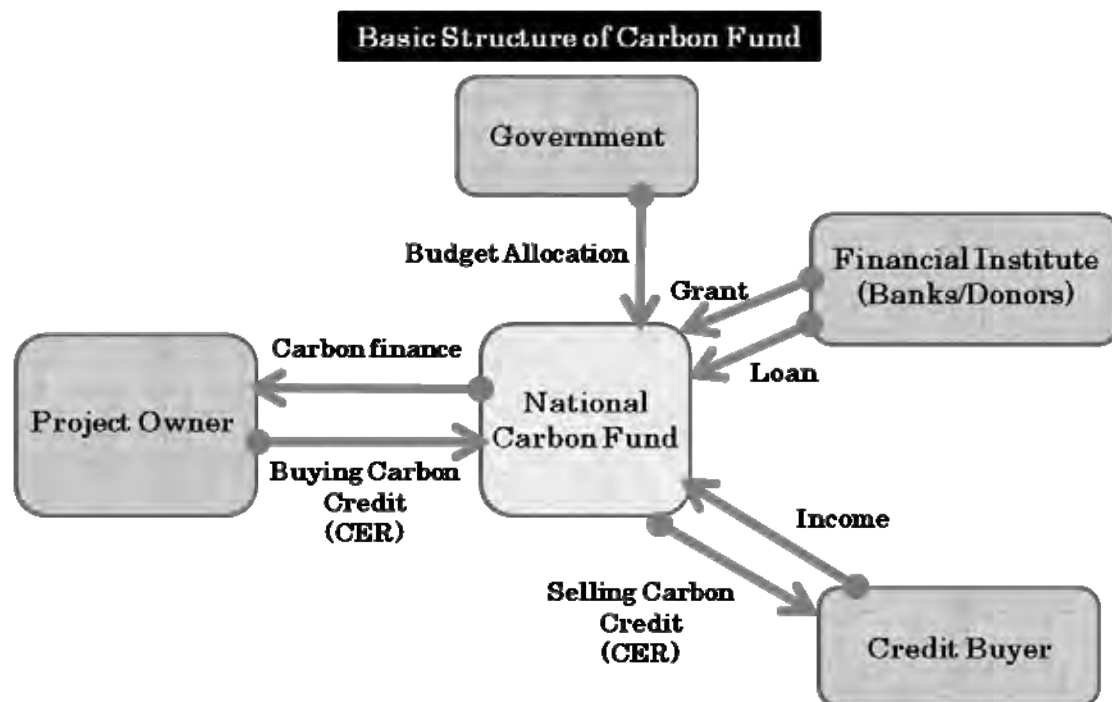 Basic Structure of Carbon Fund
Government
Budget Allocation
Financial Institute
(Banks/Donors)
Grant
Loan
Carbon finance
Project Owner
National
Carbon Fund
Buying Carbon
Credit
(CER)
Income
Selling Carbon
Credit
(CER)
Credit Buyer